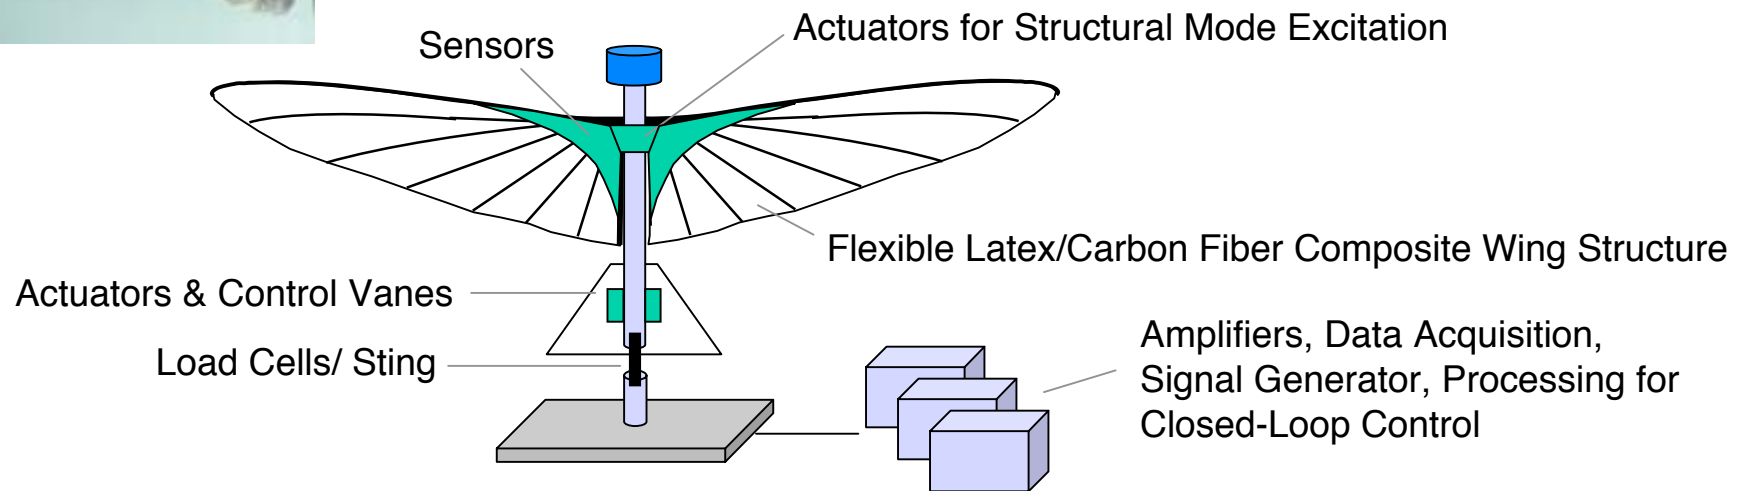 Sensors
Actuators for Structural Mode Excitation
Flexible Latex/Carbon Fiber Composite Wing Structure
Actuators & Control Vanes
Load Cells/ Sting
Amplifiers, Data Acquisition,
Signal Generator, Processing for
Closed-Loop Control